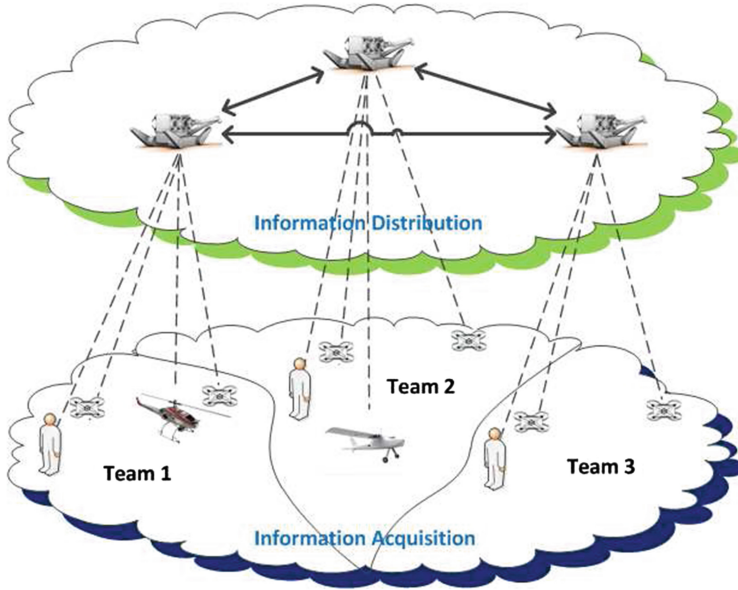 Information Distribution
Team 2
Team 1
Team 3
Information Acquisition